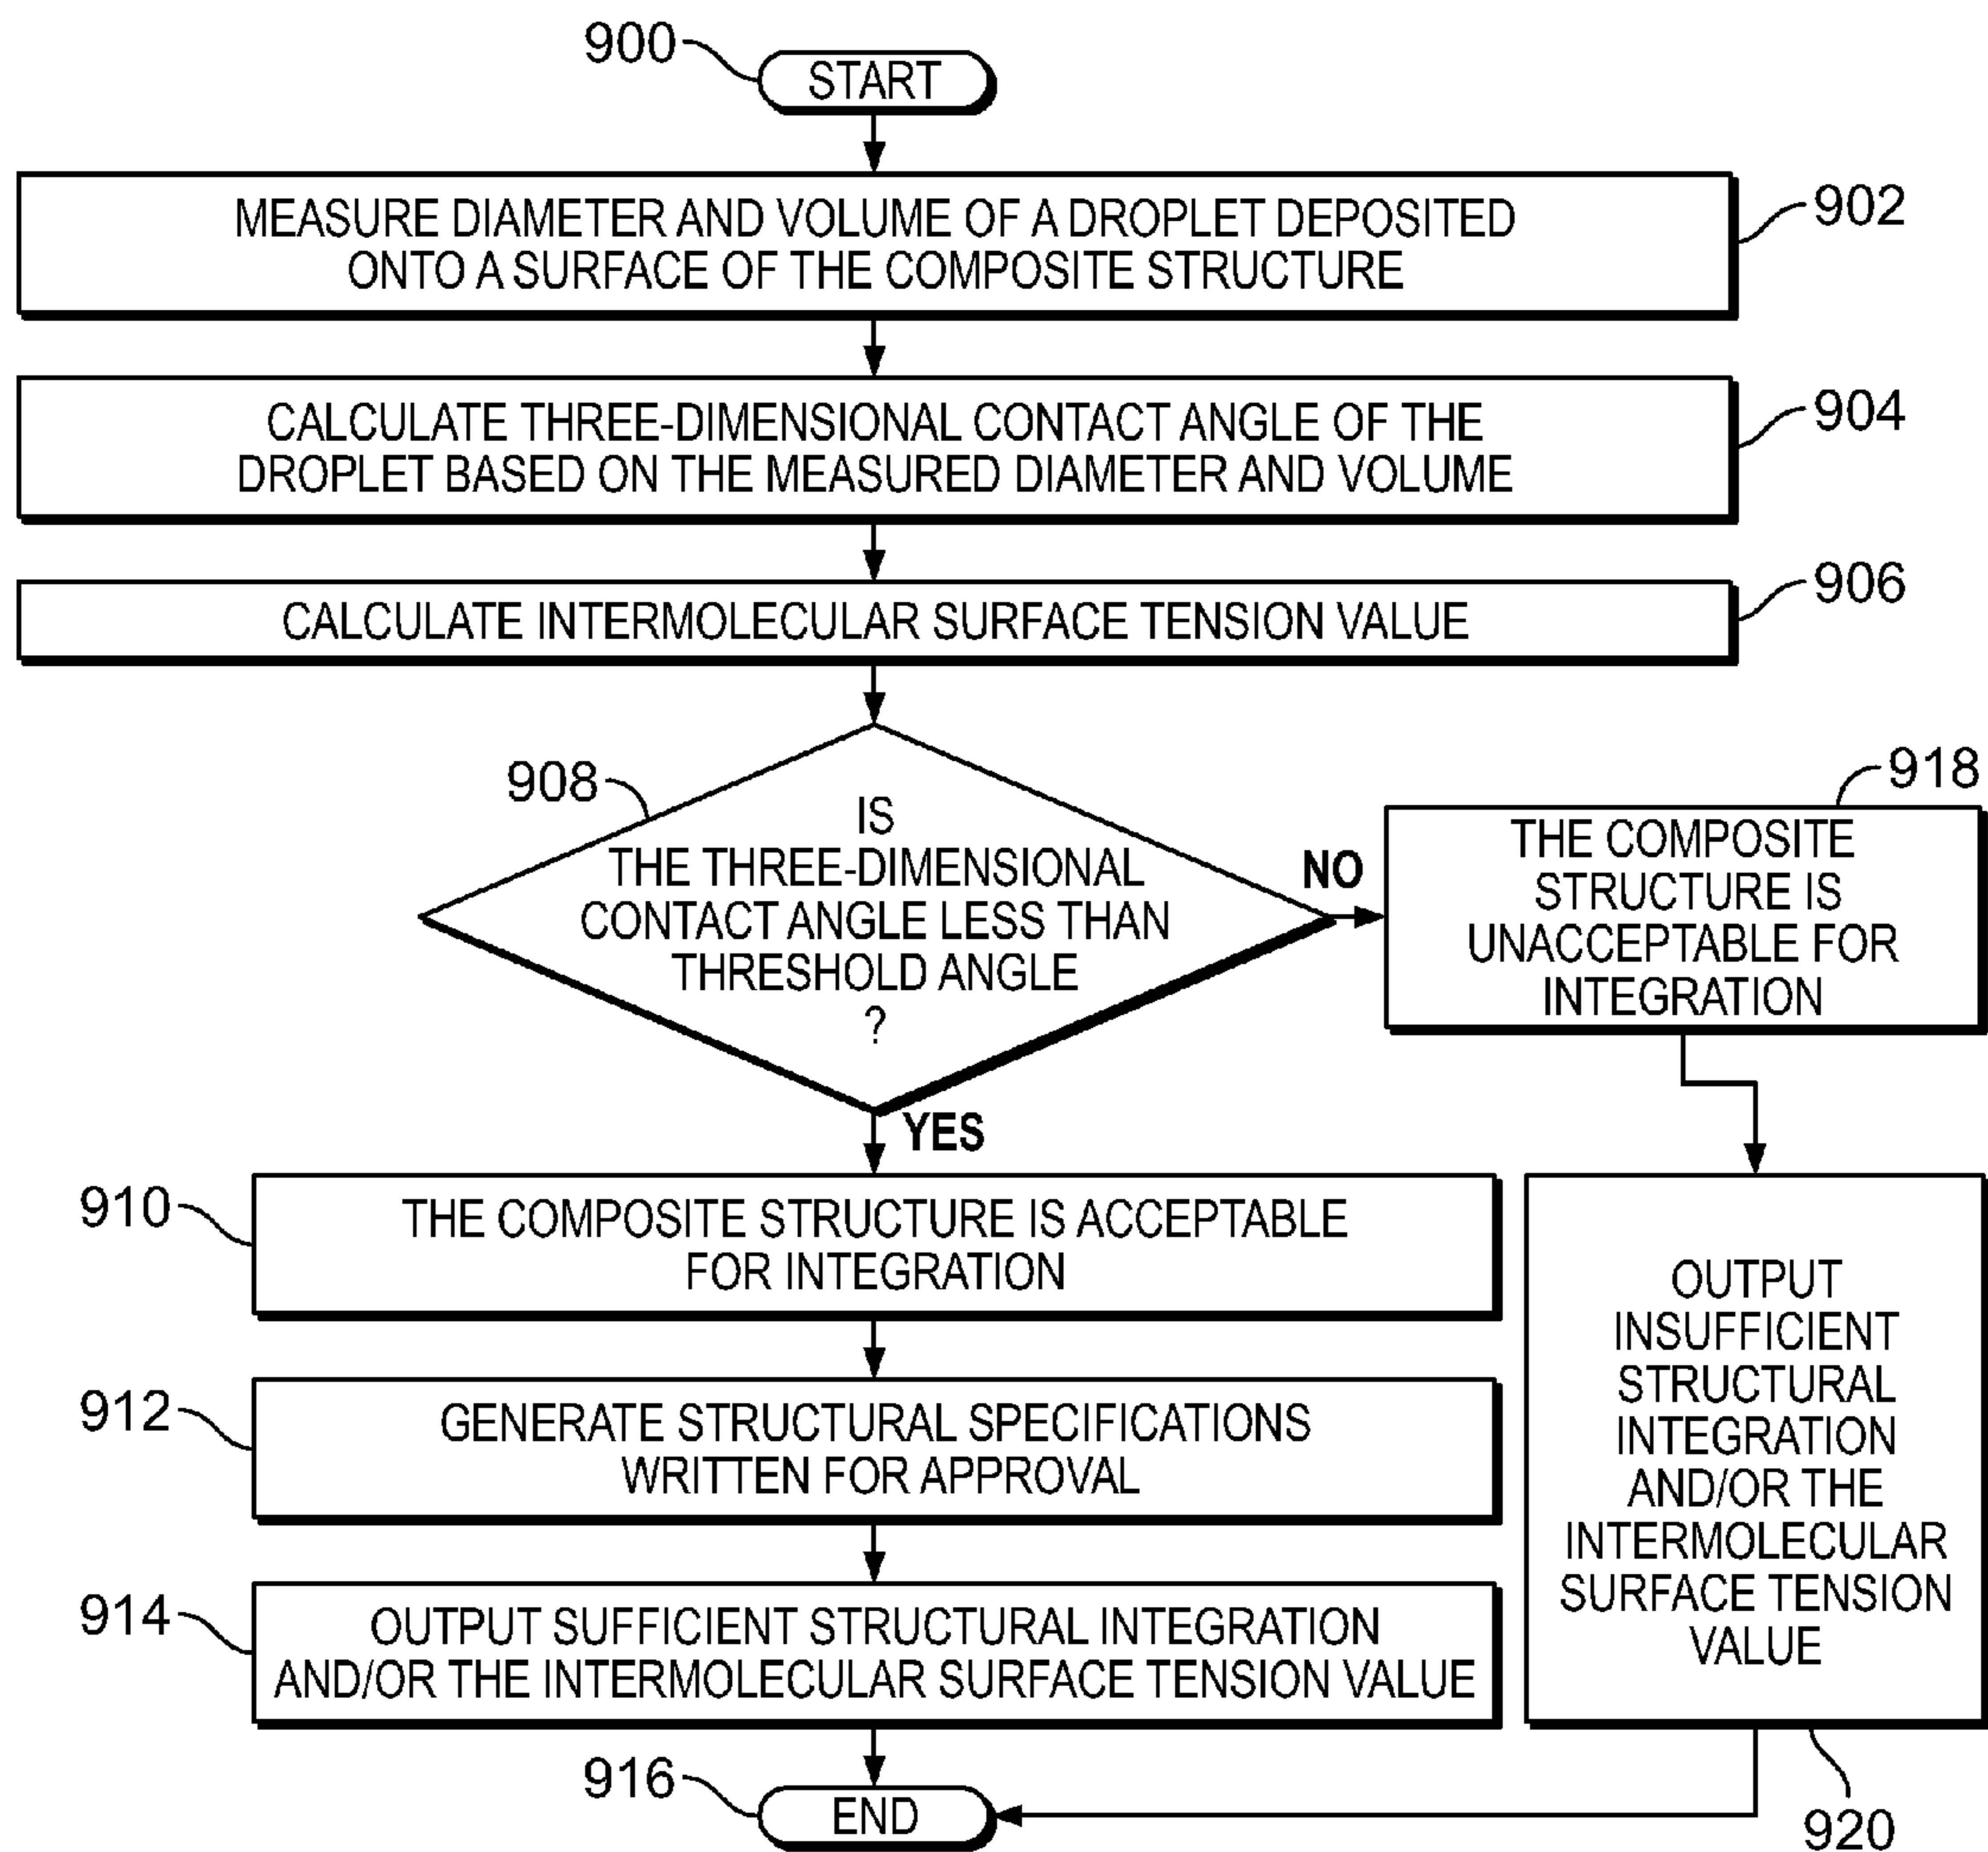 900
START
MEASURE DIAMETER AND VOLUME OF A DROPLET DEPOSITED
ONTO A SURFACE OF THE COMPOSITE STRUCTURE
902
CALCULATE THREE-DIMENSIONAL CONTACT ANGLE OF THE
DROPLET BASED ON THE MEASURED DIAMETER AND VOLUME
904
CALCULATE INTERMOLECULAR SURFACE TENSION VALUE
906
908
IS
THE THREE-DIMENSIONAL
CONTACT ANGLE LESS THAN
THRESHOLD ANGLE
?
NO
918
THE COMPOSITE
STRUCTURE IS
UNACCEPTABLE FOR
INTEGRATION
YES
910
THE COMPOSITE STRUCTURE IS ACCEPTABLE
FOR INTEGRATION
912
GENERATE STRUCTURAL SPECIFICATIONS
WRITTEN FOR APPROVAL
914
OUTPUT SUFFICIENT STRUCTURAL INTEGRATION
AND/OR THE INTERMOLECULAR SURFACE TENSION VALUE
OUTPUT
INSUFFICIENT
STRUCTURAL
INTEGRATION
AND/OR THE
INTERMOLECULAR
SURFACE TENSION
VALUE
920
916
END